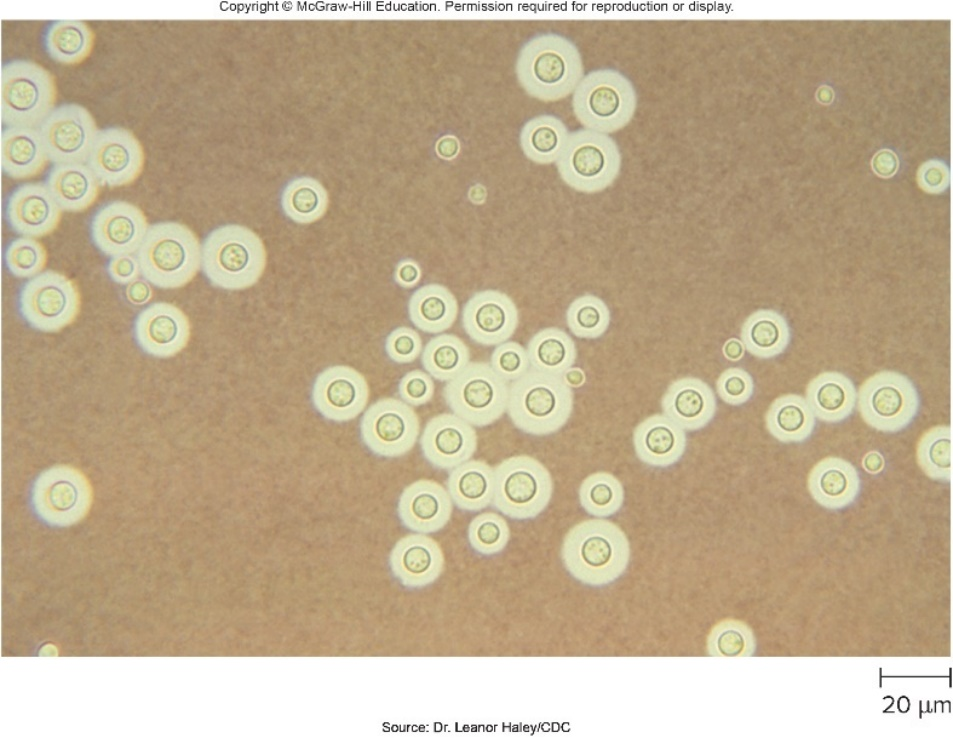 Copyright © McGraw-Hill Education. Permission required for reproduction or display.
20 μm
Source: Dr. Leanor Haley/CDC